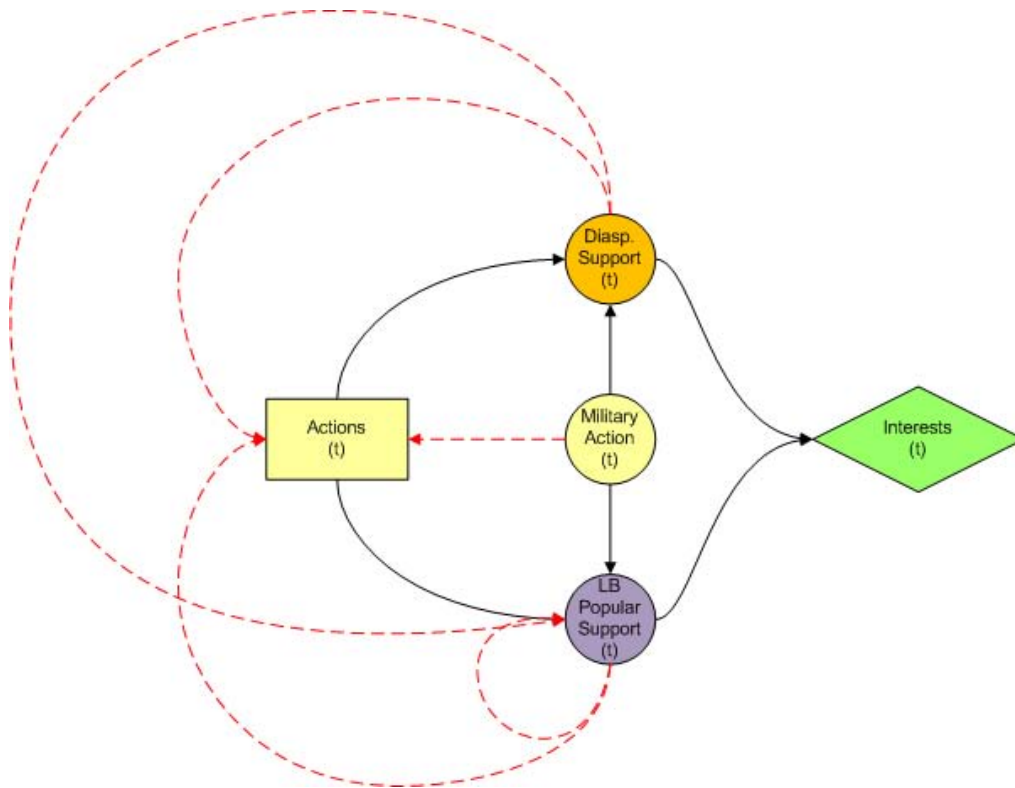 Diasp.
Support
(t)
Actions
(t)
Military
Action
(t)
Interests
(t)
LB
Popular
Support
(t)